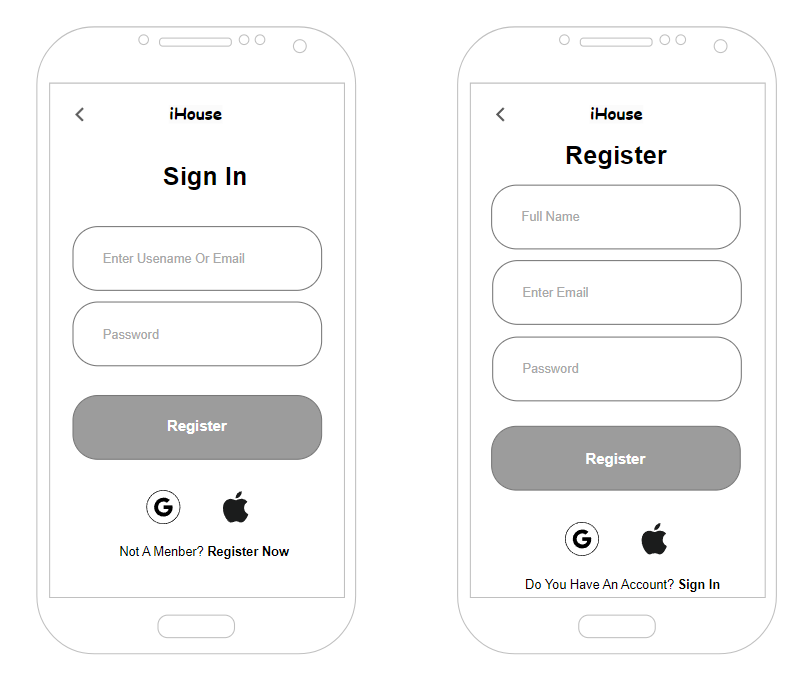 iHouse
Sign In
Enter Usename Or Email
Password
Register
G
Not A Menber? Register Now
iHouse
Register
Full Name
Enter Email
Password
Register
G
Do You Have An Account? Sign In